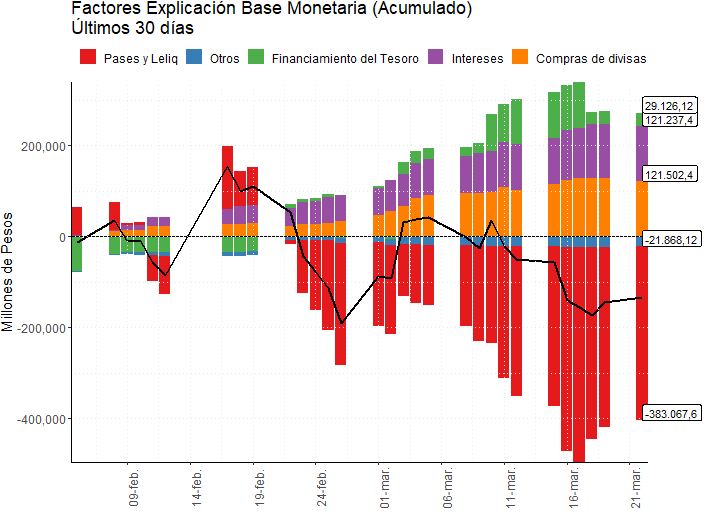 Factores Explicación Base Monetaria (Acumulado)
Últimos 30 días
Pases y Leliq
Otros
Financiamiento del Tesoro
Intereses
Compras de divisas
Millones de Pesos
200,000
0
-200,000
-400,000
29.126,12
121.237,4
121.502,4
-21.868,12
-383.067,6
09-feb.
14-feb.
19-feb.
24-feb.
01-mar.
06-mar.
11-mar.
16-mar.
21-mar.